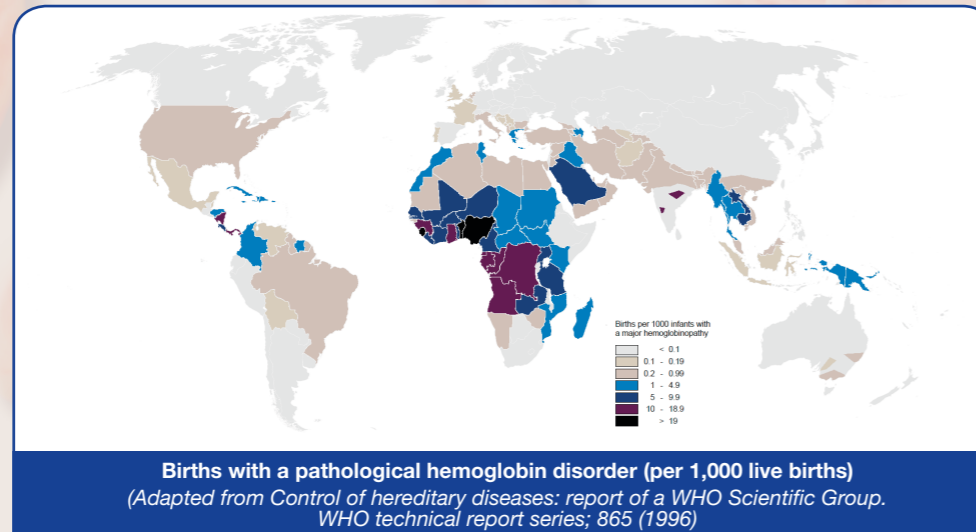 Births per 1000 infants with
a major hemoglobinopathy
< 0.1
0.1 - 0.19
0.2 - 0.99
1 - 4.9
5 - 9.9
10 - 18.9
> 19
Births with a pathological hemoglobin disorder (per 1,000 live births)
(Adapted from Control of hereditary diseases: report of a WHO Scientific Group.
WHO technical report series; 865 (1996)